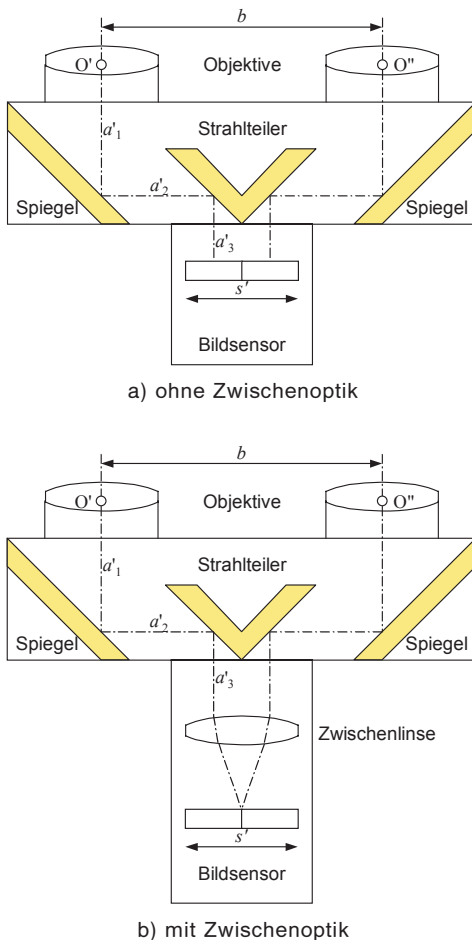 b
O' Objektive O"
a'1 Strahlteiler
a'2
Spiegel Spiegel
a'3
s'
Bildsensor
a) ohne Zwischenoptik
b
O' Objektive O"
a'1 Strahlteiler
a'2
Spiegel Spiegel
a'3
Zwischenlinse
s'
Bildsensor
b) mit Zwischenoptik